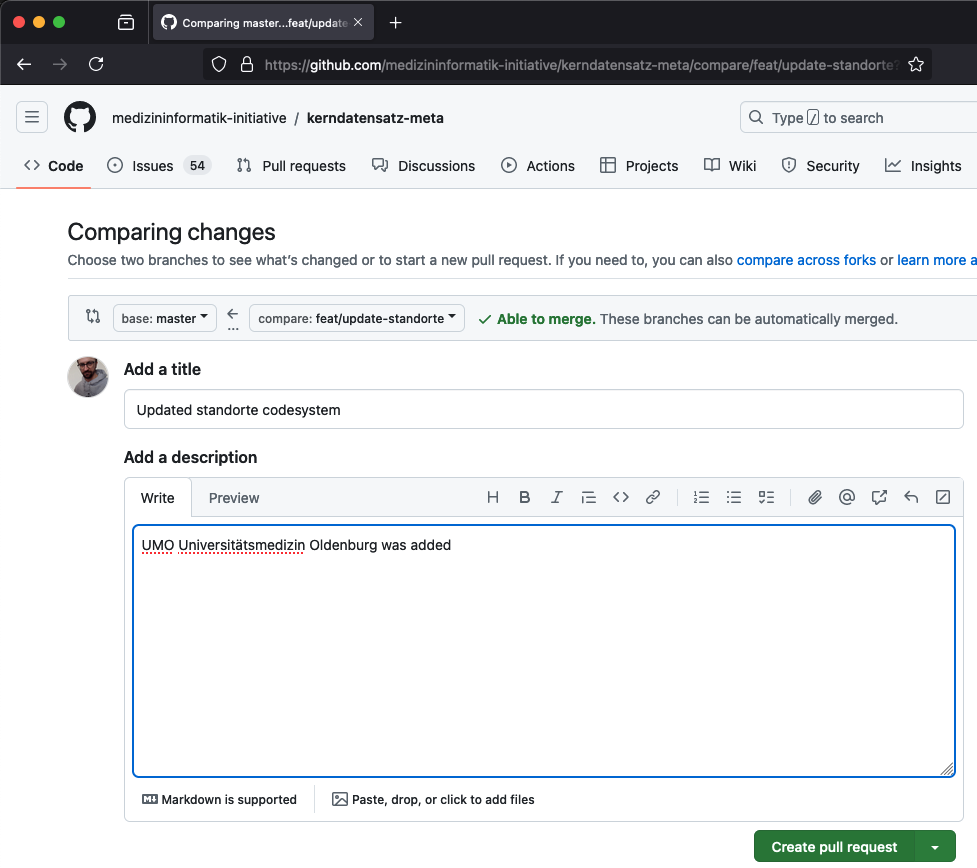 Comparing master...feat/update
https://github.com/medizininformatik-initiative/kerndatensatz-meta/compare/feat/update-standorte?
medizininformatik-initiative / kerndatensatz-meta
Type / to search
Code Issues 54 Pull requests Discussions Actions Projects Wiki Security Insights
Comparing changes
Choose two branches to see what's changed or to start a new pull request. If you need to, you can also compare across forks or learn more a
base: master ... compare: feat/update-standorte Able to merge. These branches can be automatically merged.
Add a title
Updated standorte codesystem
Add a description
Write Preview
UMO Universitätsmedizin Oldenburg was added
Markdown is supported Paste, drop, or click to add files
Create pull request